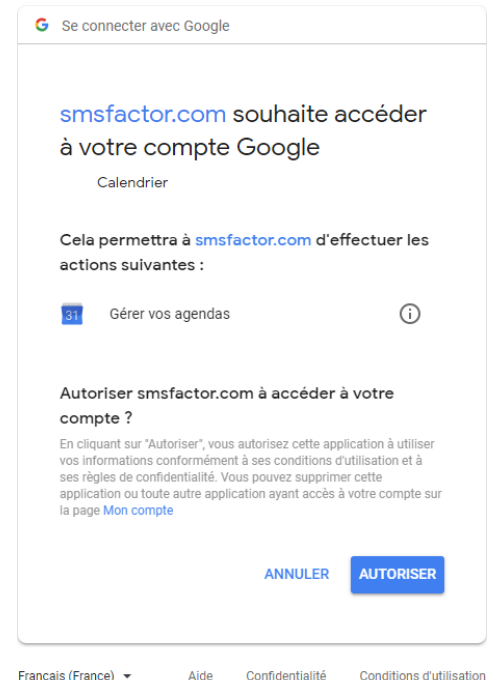 Se connecter avec Google
smsfactor.com souhaite accéder
à votre compte Google
Calendrier
Cela permettra à smsfactor.com d'effectuer les
actions suivantes :
31 Gérer vos agendas
Autoriser smsfactor.com à accéder à votre
compte ?
En cliquant sur "Autoriser", vous autorisez cette application à utiliser
vos informations conformément à ses conditions d'utilisation et à
ses règles de confidentialité. Vous pouvez supprimer cette
application ou toute autre application ayant accès à votre compte sur
la page Mon compte
ANNULER AUTORISER
Français (France) Aide Confidentialité Conditions d'utilisation